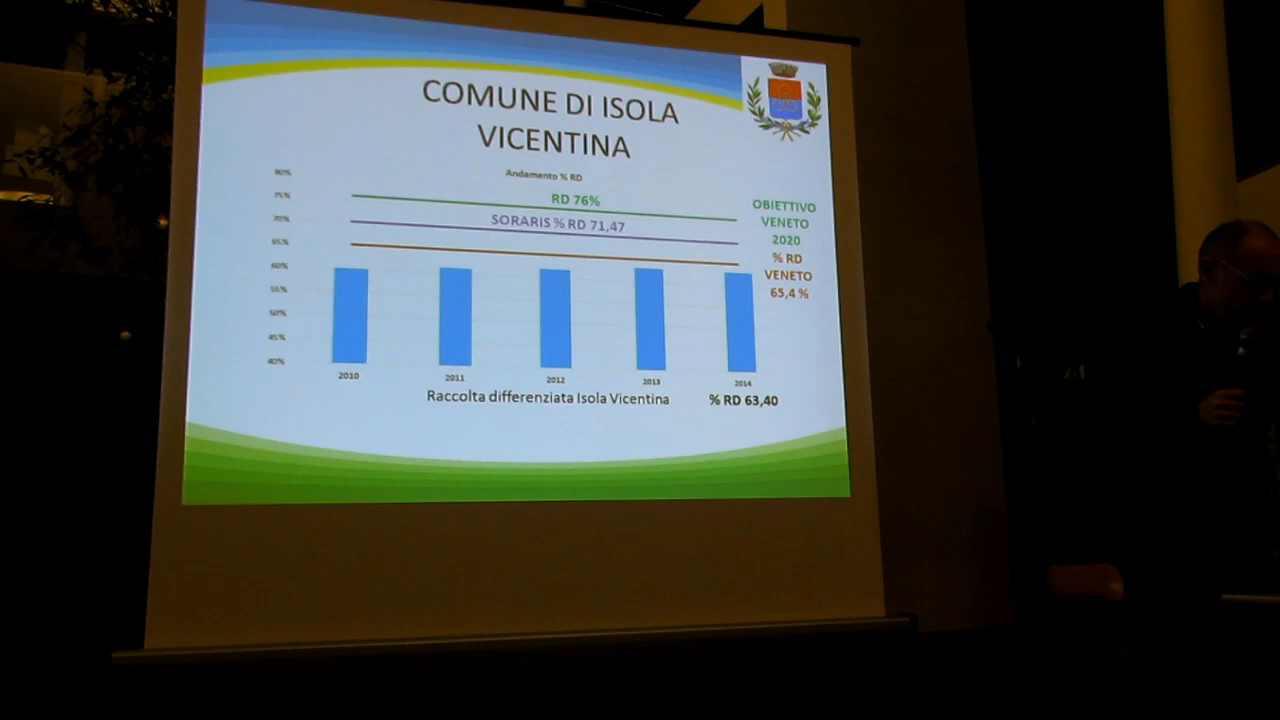 COMUNE DI ISOLA
VICENTINA
Andamento % RD
80%
75%
70%
65%
60%
55%
50%
45%
40%
RD 76%
SORARIS % RD 71,47
OBIETTIVO
VENETO
2020
% RD
VENETO
65,4 %
2010
2011
2012
2013
2014
Raccolta differenziata Isola Vicentina
% RD 63,40